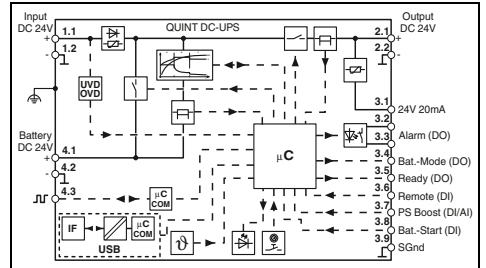 Input
DC 24V
QUINT DC-UPS
Output
DC 24V
+ 1.1
2.1 +
- 1.2
2.2 -
UVD
OVD
3.1
24V 20mA
3.2
Battery
DC 24V
3.3
Alarm (DO)
µC
+ 4.1
3.4
Bat.-Mode (DO)
- 4.2
3.5
Ready (DO)
4.3
µC
COM
3.6
Remote (DI)
3.7
PS Boost (DI/AI)
IF
µC
COM
ϑ
3.8
Bat.-Start (DI)
USB
3.9
SGnd